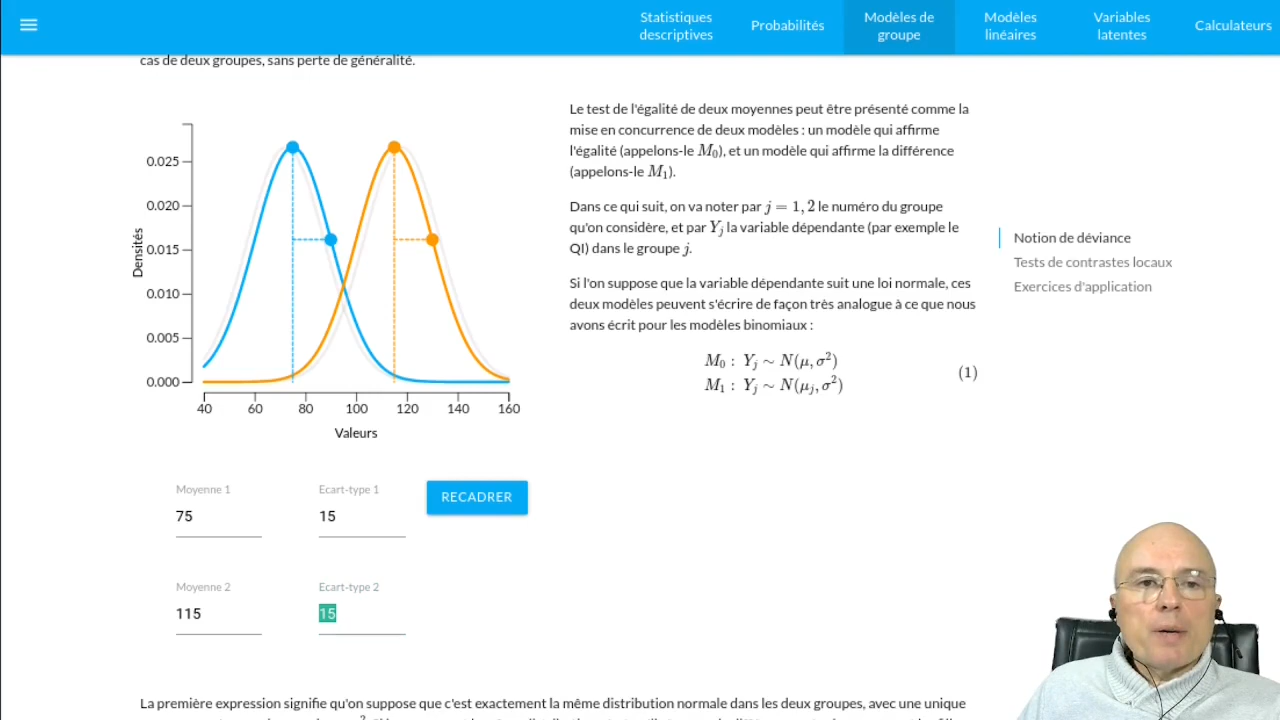 Statistiques descriptives
Probabilités
Modèles de groupe
Modèles linéaires
Variables latentes
Calculateurs
cas de deux groupes, sans perte de généralité.
Densités
0.025
0.020
0.015
0.010
0.005
0.000
40 60 80 100 120 140 160
Valeurs
Moyenne 1
75
Ecart-type 1
15
RECADRER
Moyenne 2
115
Ecart-type 2
15
Le test de l'égalité de deux moyennes peut être présenté comme la
mise en concurrence de deux modèles : un modèle qui affirme
l'égalité (appelons-le M₀), et un modèle qui affirme la différence
(appelons-le M₁).
Dans ce qui suit, on va noter par j = 1, 2 le numéro du groupe
qu'on considère, et par Yⱼ la variable dépendante (par exemple le
QI) dans le groupe j.
Si l'on suppose que la variable dépendante suit une loi normale, ces
deux modèles peuvent s'écrire de façon très analogue à ce que nous
avons écrit pour les modèles binomiaux :
M₀ : Yⱼ ∼ N(μ, σ²)
M₁ : Yⱼ ∼ N(μⱼ, σ²)
(1)
Notion de déviance
Tests de contrastes locaux
Exercices d'application
La première expression signifie qu'on suppose que c'est exactement la même distribution normale dans les deux groupes, avec une unique